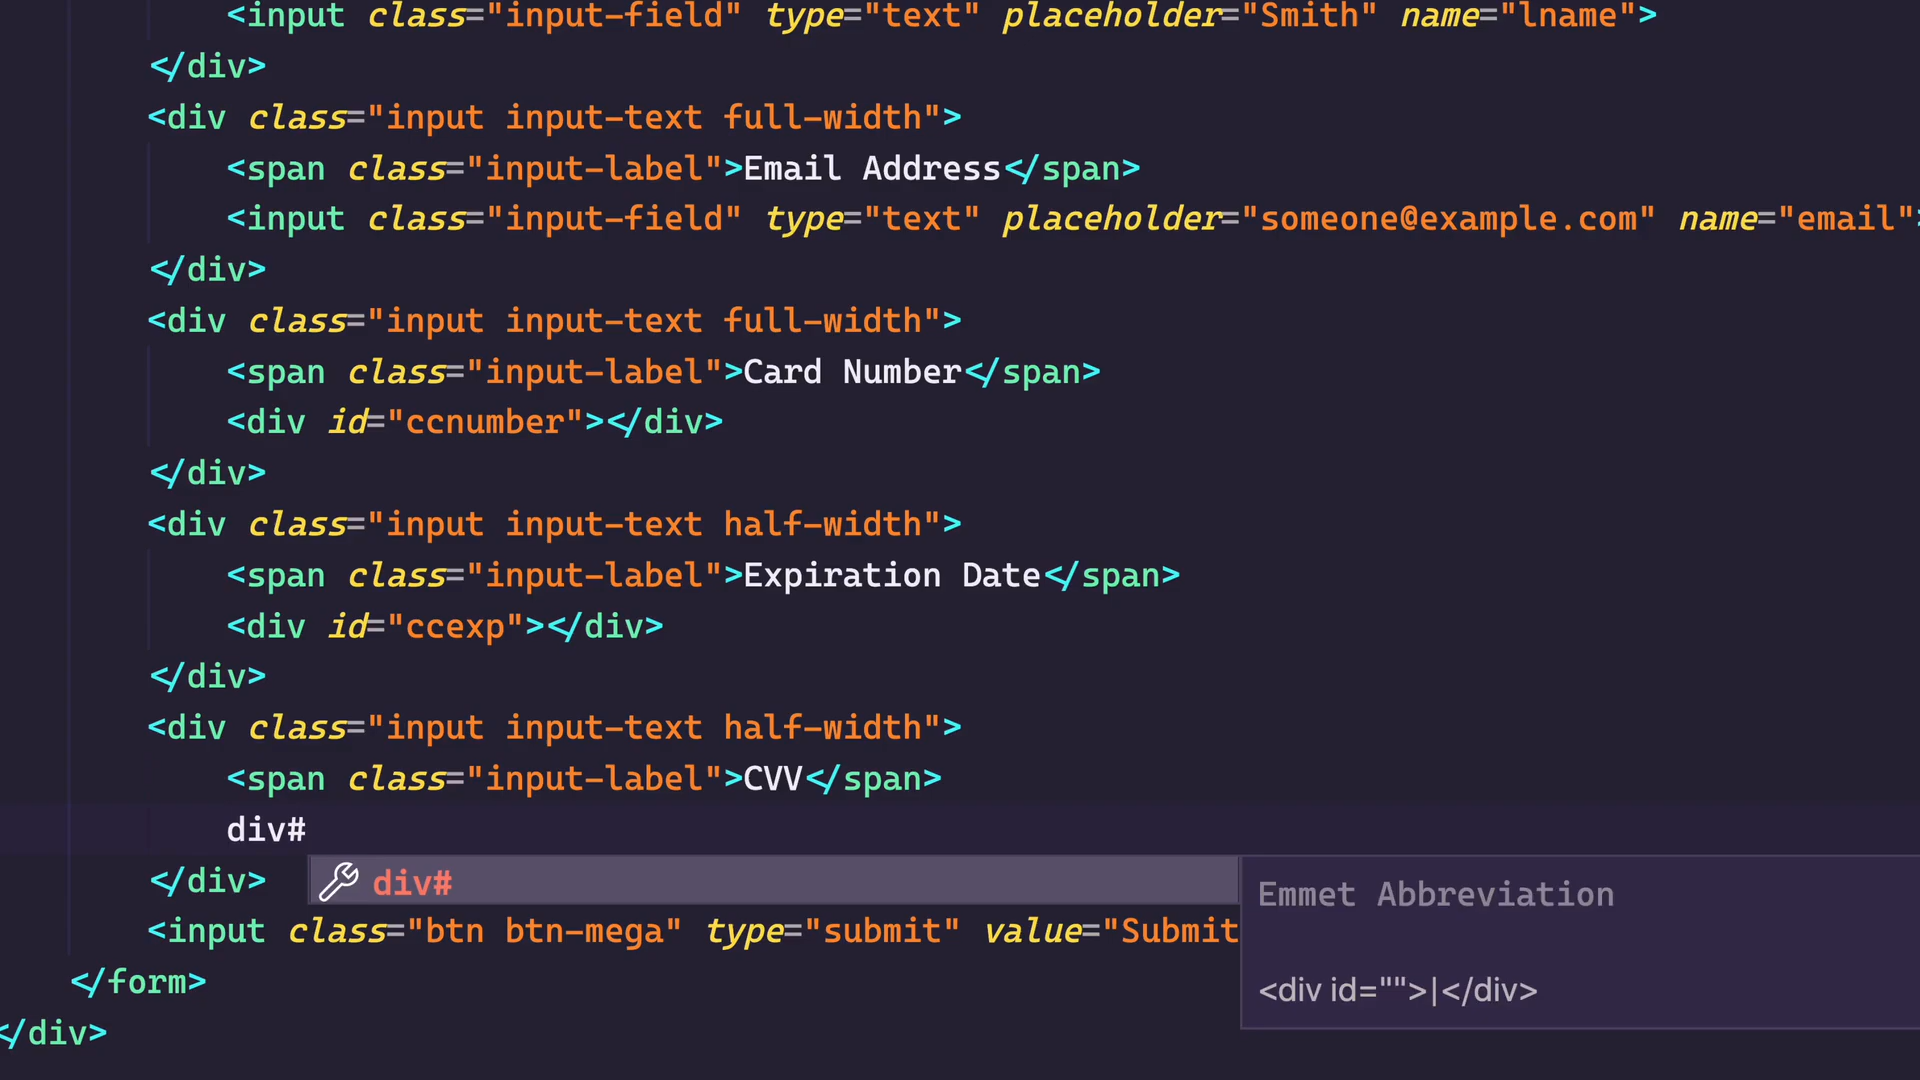 <input class="input-field" type="text" placeholder="Smith" name="lname">
</div>
<div class="input input-text full-width">
<span class="input-label">Email Address</span>
<input class="input-field" type="text" placeholder="someone@example.com" name="email">
</div>
<div class="input input-text full-width">
<span class="input-label">Card Number</span>
<div id="ccnumber"></div>
</div>
<div class="input input-text half-width">
<span class="input-label">Expiration Date</span>
<div id="ccexp"></div>
</div>
<div class="input input-text half-width">
<span class="input-label">CVV</span>
div#
</div>
div#
Emmet Abbreviation
<input class="btn btn-mega" type="submit" value="Submit
<div id="">|</div>
</form>
</div>